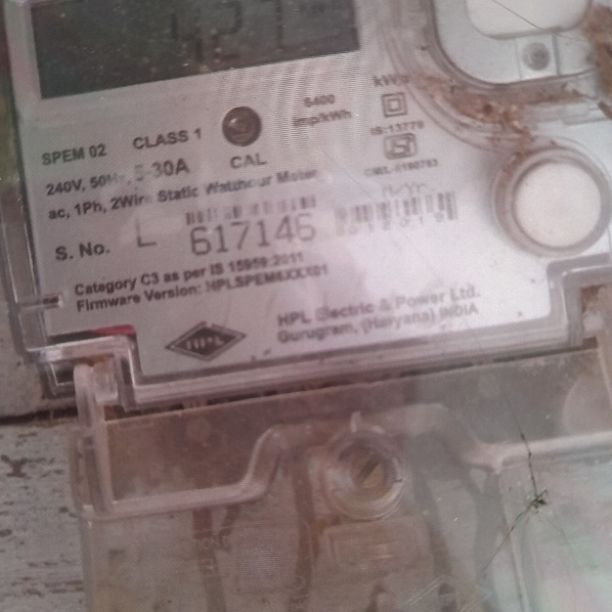 kWh
SPEM 02 CLASS 1 CAL 6400 imp/kWh
IS:13779
240V, 50Hz, 5-30A
ac, 1Ph, 2Wire Static Watthour Meter
S. No. L 617146
Category C3 as per IS 15959:2011
Firmware Version:
HPL
HPL Electric & Power Ltd.
Gurugram, (Haryana) INDIA